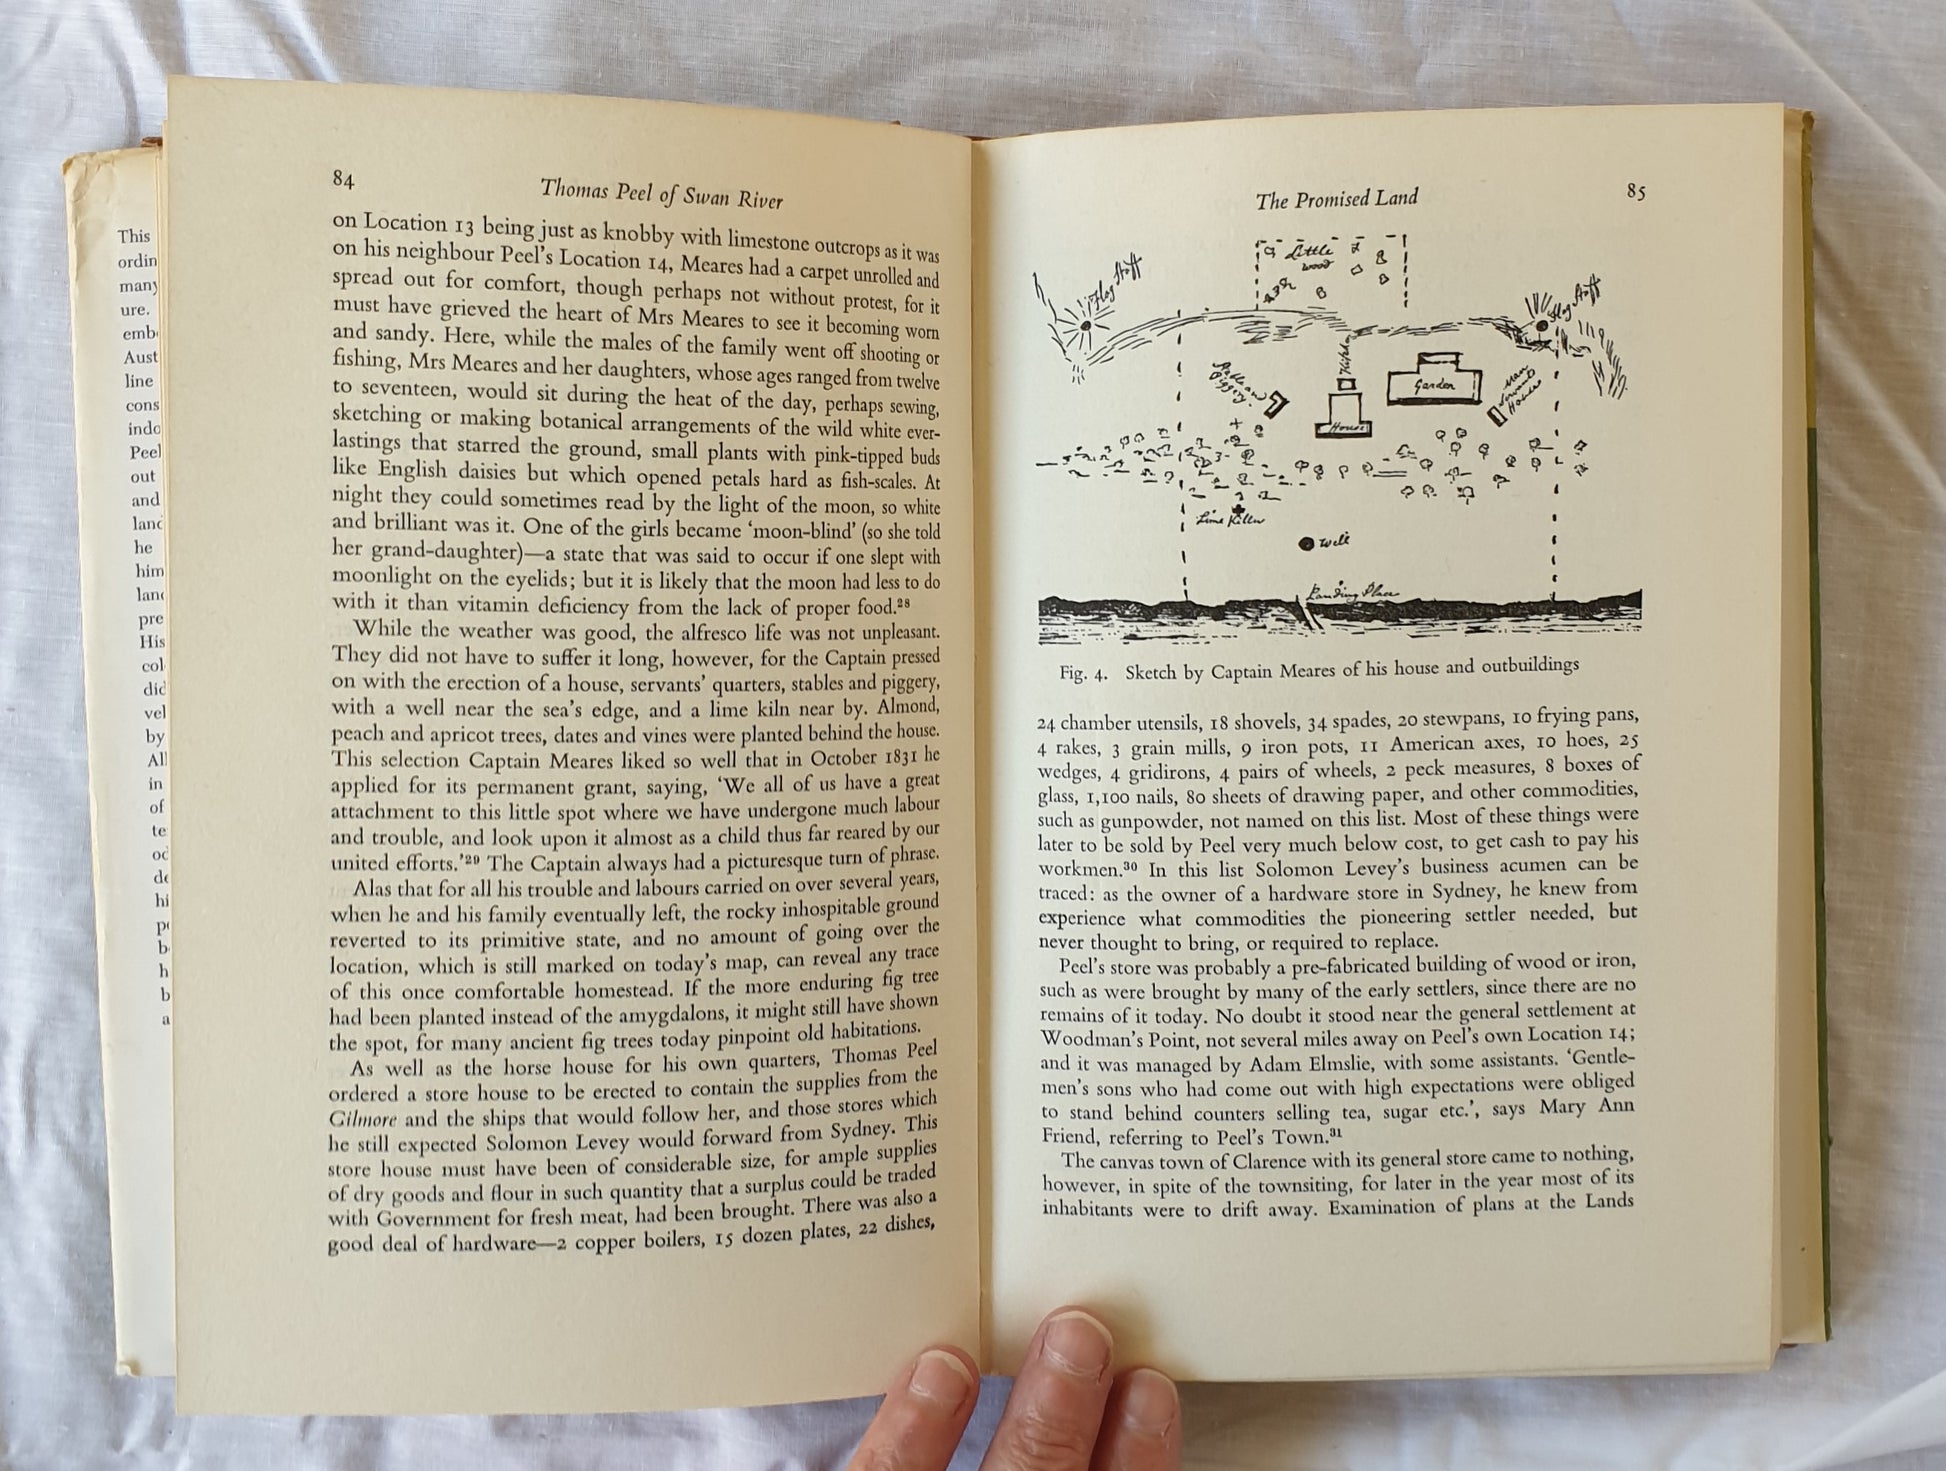 This
ordin
many
ure.
emb
Aust
line
cons
indo
Peel
out
and
land
he
him
land
pre
His
col
did
vel
by
All
in
of
te
oc
de
hi
po
b
h
b
a
84
Thomas Peel of Swan River
on Location 13 being just as knobby with limestone outcrops as it was
on his neighbour Peel's Location 14, Meares had a carpet unrolled and
spread out for comfort, though perhaps not without protest, for it
must have grieved the heart of Mrs Meares to see it becoming worn
and sandy. Here, while the males of the family went off shooting or
fishing, Mrs Meares and her daughters, whose ages ranged from twelve
to seventeen, would sit during the heat of the day, perhaps sewing,
sketching or making botanical arrangements of the wild white ever-
lastings that starred the ground, small plants with pink-tipped buds
like English daisies but which opened petals hard as fish-scales. At
night they could sometimes read by the light of the moon, so white
and brilliant was it. One of the girls became 'moon-blind' (so she told
her grand-daughter)—a state that was said to occur if one slept with
moonlight on the eyelids; but it is likely that the moon had less to do
with it than vitamin deficiency from the lack of proper food.²⁸
While the weather was good, the alfresco life was not unpleasant.
They did not have to suffer it long, however, for the Captain pressed
on with the erection of a house, servants' quarters, stables and piggery,
with a well near the sea's edge, and a lime kiln near by. Almond,
peach and apricot trees, dates and vines were planted behind the house.
This selection Captain Meares liked so well that in October 1831 he
applied for its permanent grant, saying, 'We all of us have a great
attachment to this little spot where we have undergone much labour
and trouble, and look upon it almost as a child thus far reared by our
united efforts.'²⁹ The Captain always had a picturesque turn of phrase.
Alas that for all his trouble and labours carried on over several years,
when he and his family eventually left, the rocky inhospitable ground
reverted to its primitive state, and no amount of going over the
location, which is still marked on today's map, can reveal any trace
of this once comfortable homestead. If the more enduring fig tree
had been planted instead of the amygdalons, it might still have shown
the spot, for many ancient fig trees today pinpoint old habitations.
As well as the horse house for his own quarters, Thomas Peel
ordered a store house to be erected to contain the supplies from the
Gilmore and the ships that would follow her, and those stores which
he still expected Solomon Levey would forward from Sydney. This
store house must have been of considerable size, for ample supplies
of dry goods and flour in such quantity that a surplus could be traded
with Government for fresh meat, had been brought. There was also a
good deal of hardware—2 copper boilers, 15 dozen plates, 22 dishes,
The Promised Land
85
Little
wood
Flag Staff
Flag Staff
Piggery
Garden
Servants
House
House
Lime Killn
Well
Landing Place
Fig. 4. Sketch by Captain Meares of his house and outbuildings
24 chamber utensils, 18 shovels, 34 spades, 20 stewpans, 10 frying pans,
4 rakes, 3 grain mills, 9 iron pots, 11 American axes, 10 hoes, 25
wedges, 4 gridirons, 4 pairs of wheels, 2 peck measures, 8 boxes of
glass, 1,100 nails, 80 sheets of drawing paper, and other commodities,
such as gunpowder, not named on this list. Most of these things were
later to be sold by Peel very much below cost, to get cash to pay his
workmen.³⁰ In this list Solomon Levey's business acumen can be
traced: as the owner of a hardware store in Sydney, he knew from
experience what commodities the pioneering settler needed, but
never thought to bring, or required to replace.
Peel's store was probably a pre-fabricated building of wood or iron,
such as were brought by many of the early settlers, since there are no
remains of it today. No doubt it stood near the general settlement at
Woodman's Point, not several miles away on Peel's own Location 14;
and it was managed by Adam Elmslie, with some assistants. 'Gentle-
men's sons who had come out with high expectations were obliged
to stand behind counters selling tea, sugar etc.', says Mary Ann
Friend, referring to Peel's Town.³¹
The canvas town of Clarence with its general store came to nothing,
however, in spite of the townsiting, for later in the year most of its
inhabitants were to drift away. Examination of plans at the Lands